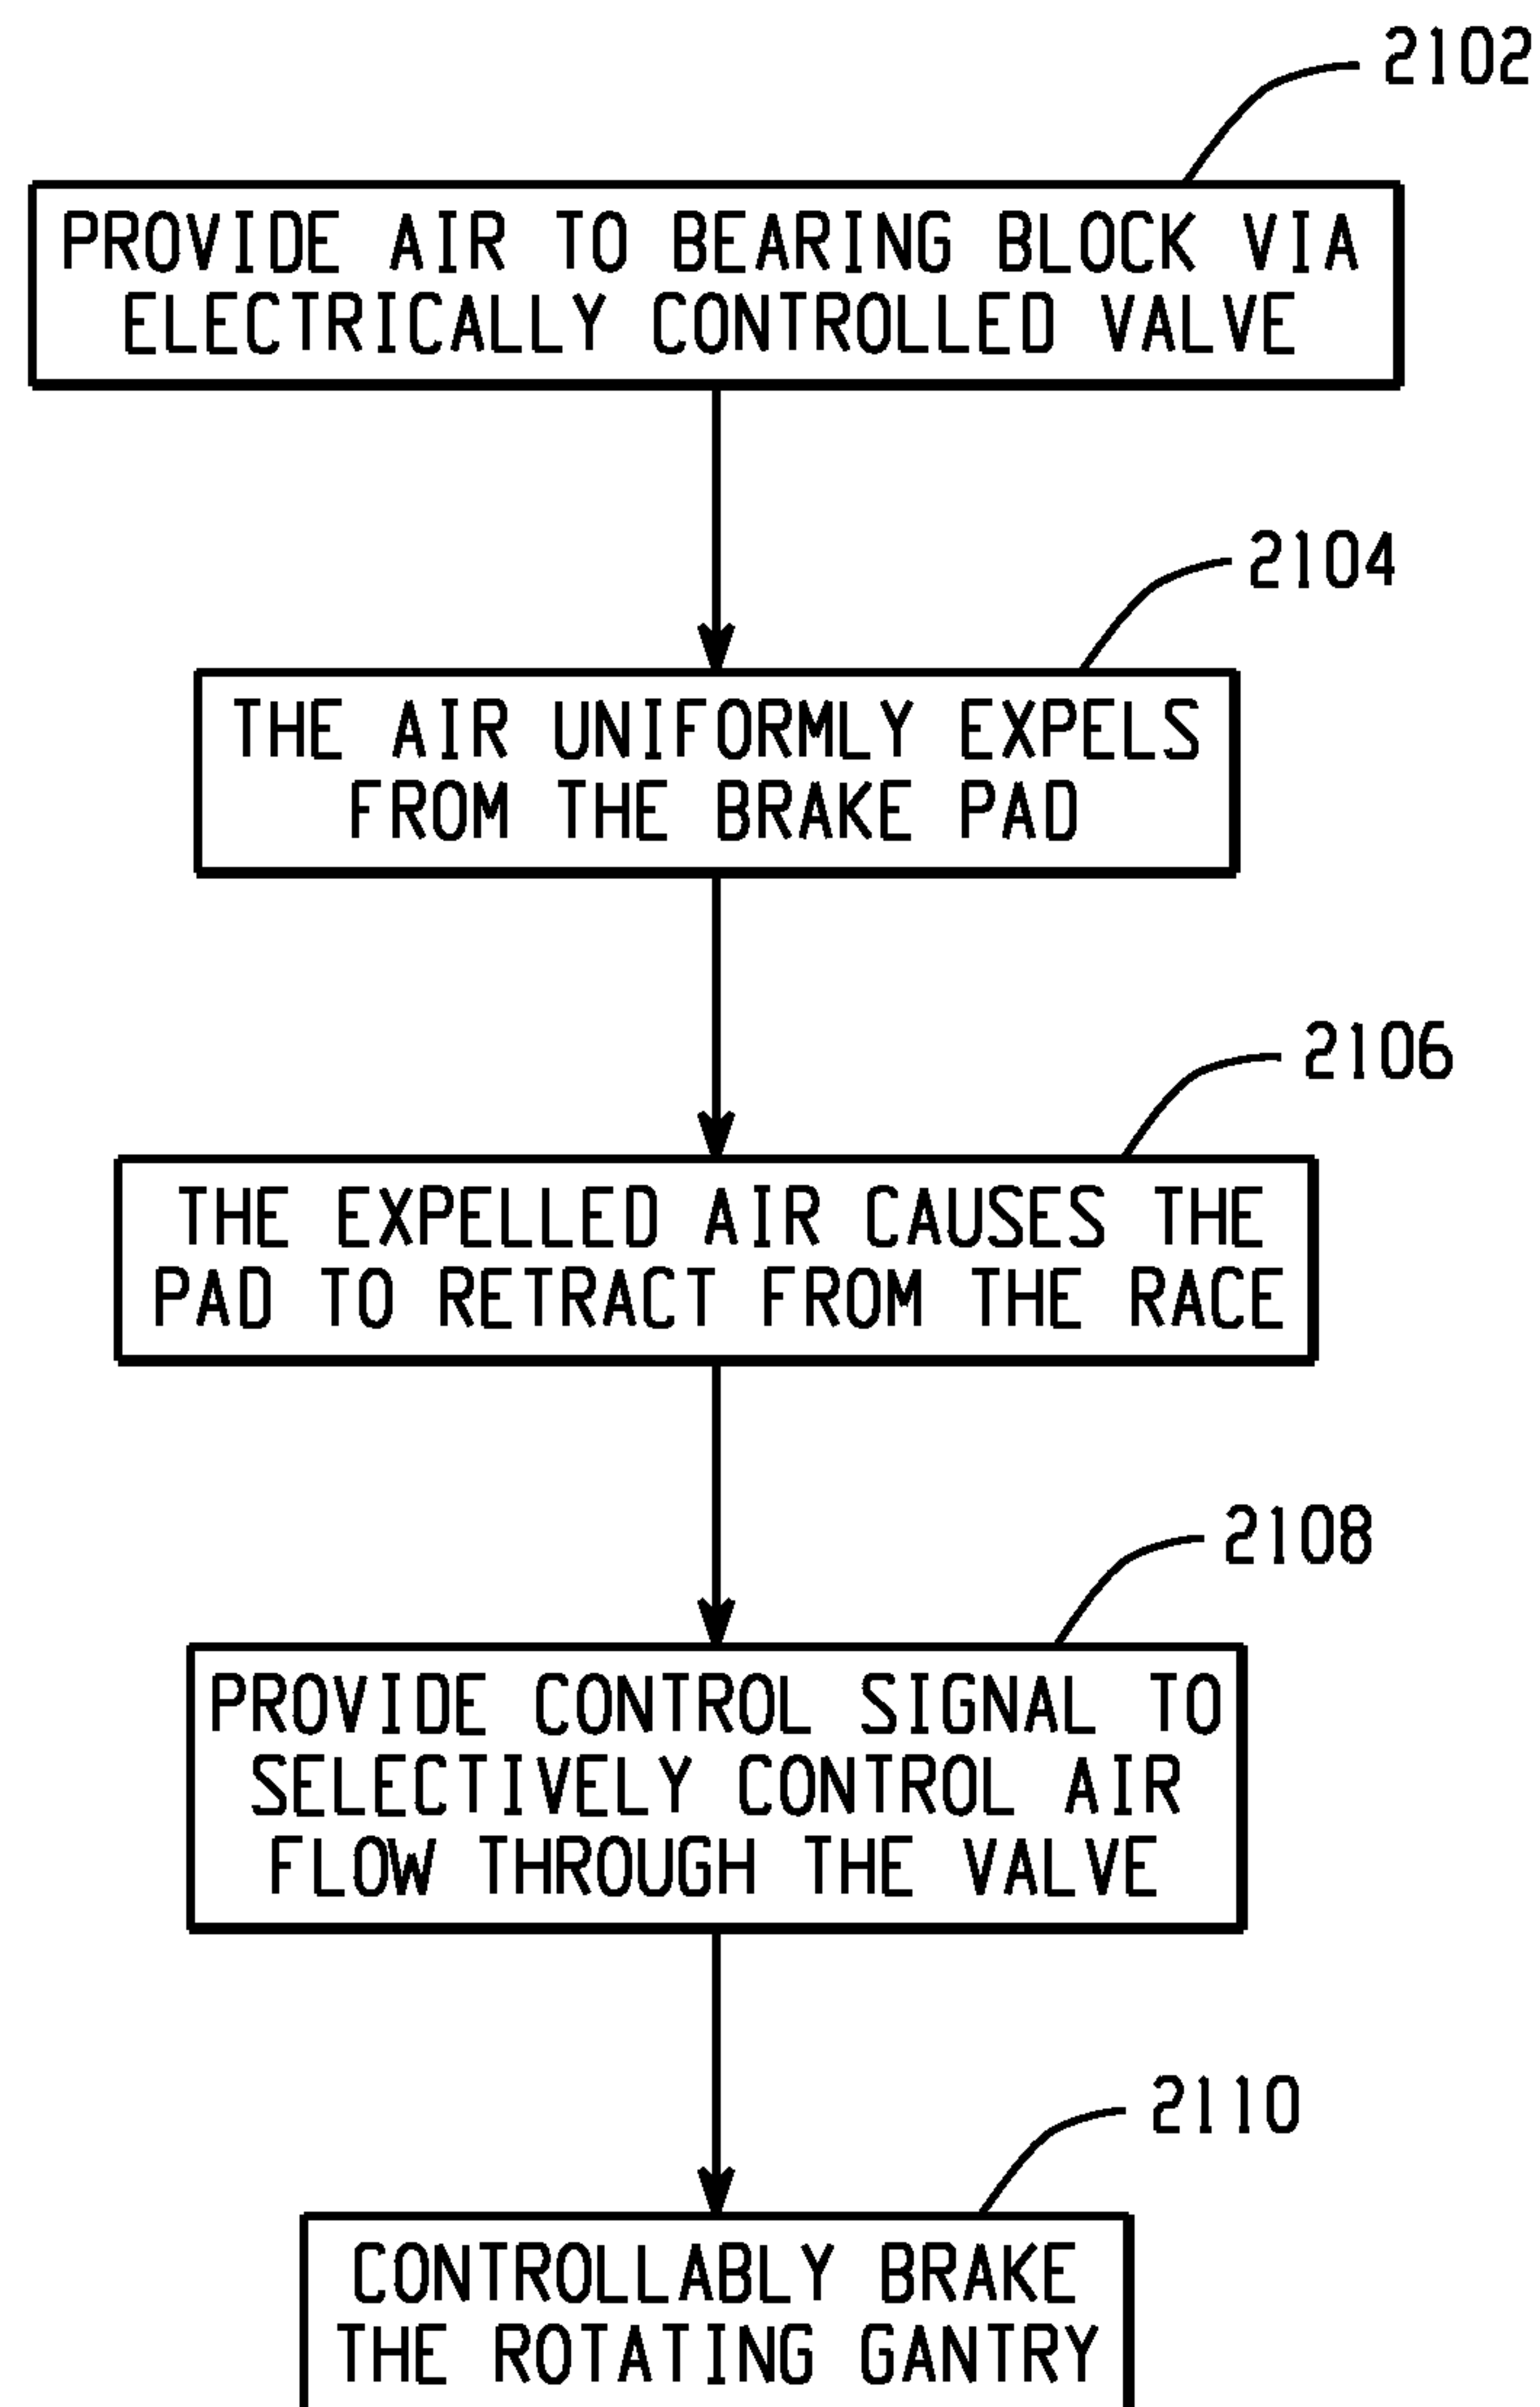 2102
PROVIDE AIR TO BEARING BLOCK VIA
ELECTRICALLY CONTROLLED VALVE
2104
THE AIR UNIFORMLY EXPELS
FROM THE BRAKE PAD
2106
THE EXPELLED AIR CAUSES THE
PAD TO RETRACT FROM THE RACE
2108
PROVIDE CONTROL SIGNAL TO
SELECTIVELY CONTROL AIR
FLOW THROUGH THE VALVE
2110
CONTROLLABLY BRAKE
THE ROTATING GANTRY